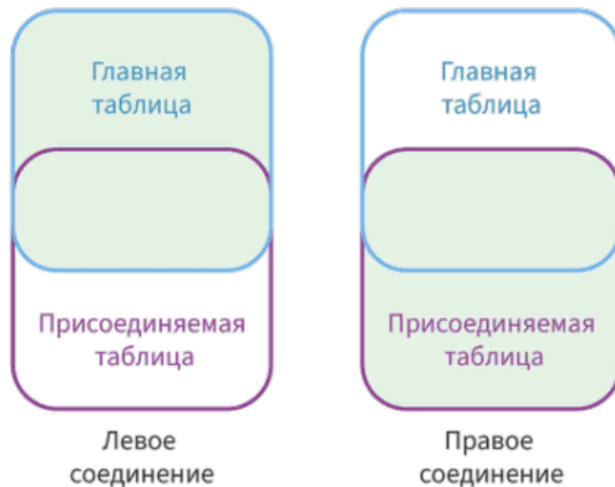 Главная
таблица
Присоединяемая
таблица
Левое
соединение
Главная
таблица
Присоединяемая
таблица
Правое
соединение